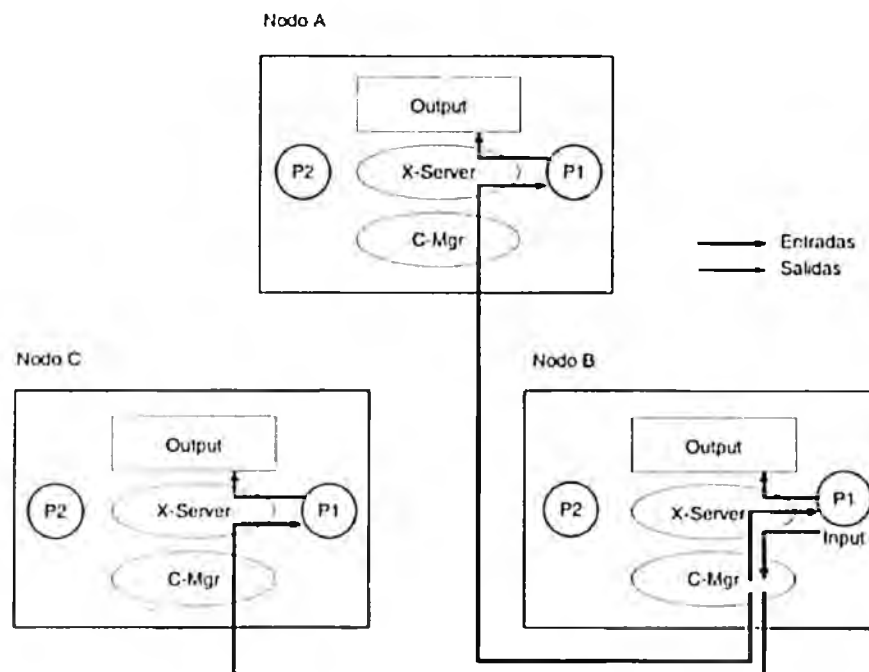 Nodo A
Output
P2
X-Server
P1
C-Mgr
Entradas
Salidas
Nodo C
Output
P2
X-Server
P1
C-Mgr
Nodo B
Output
P2
X-Server
P1
Input
C-Mgr